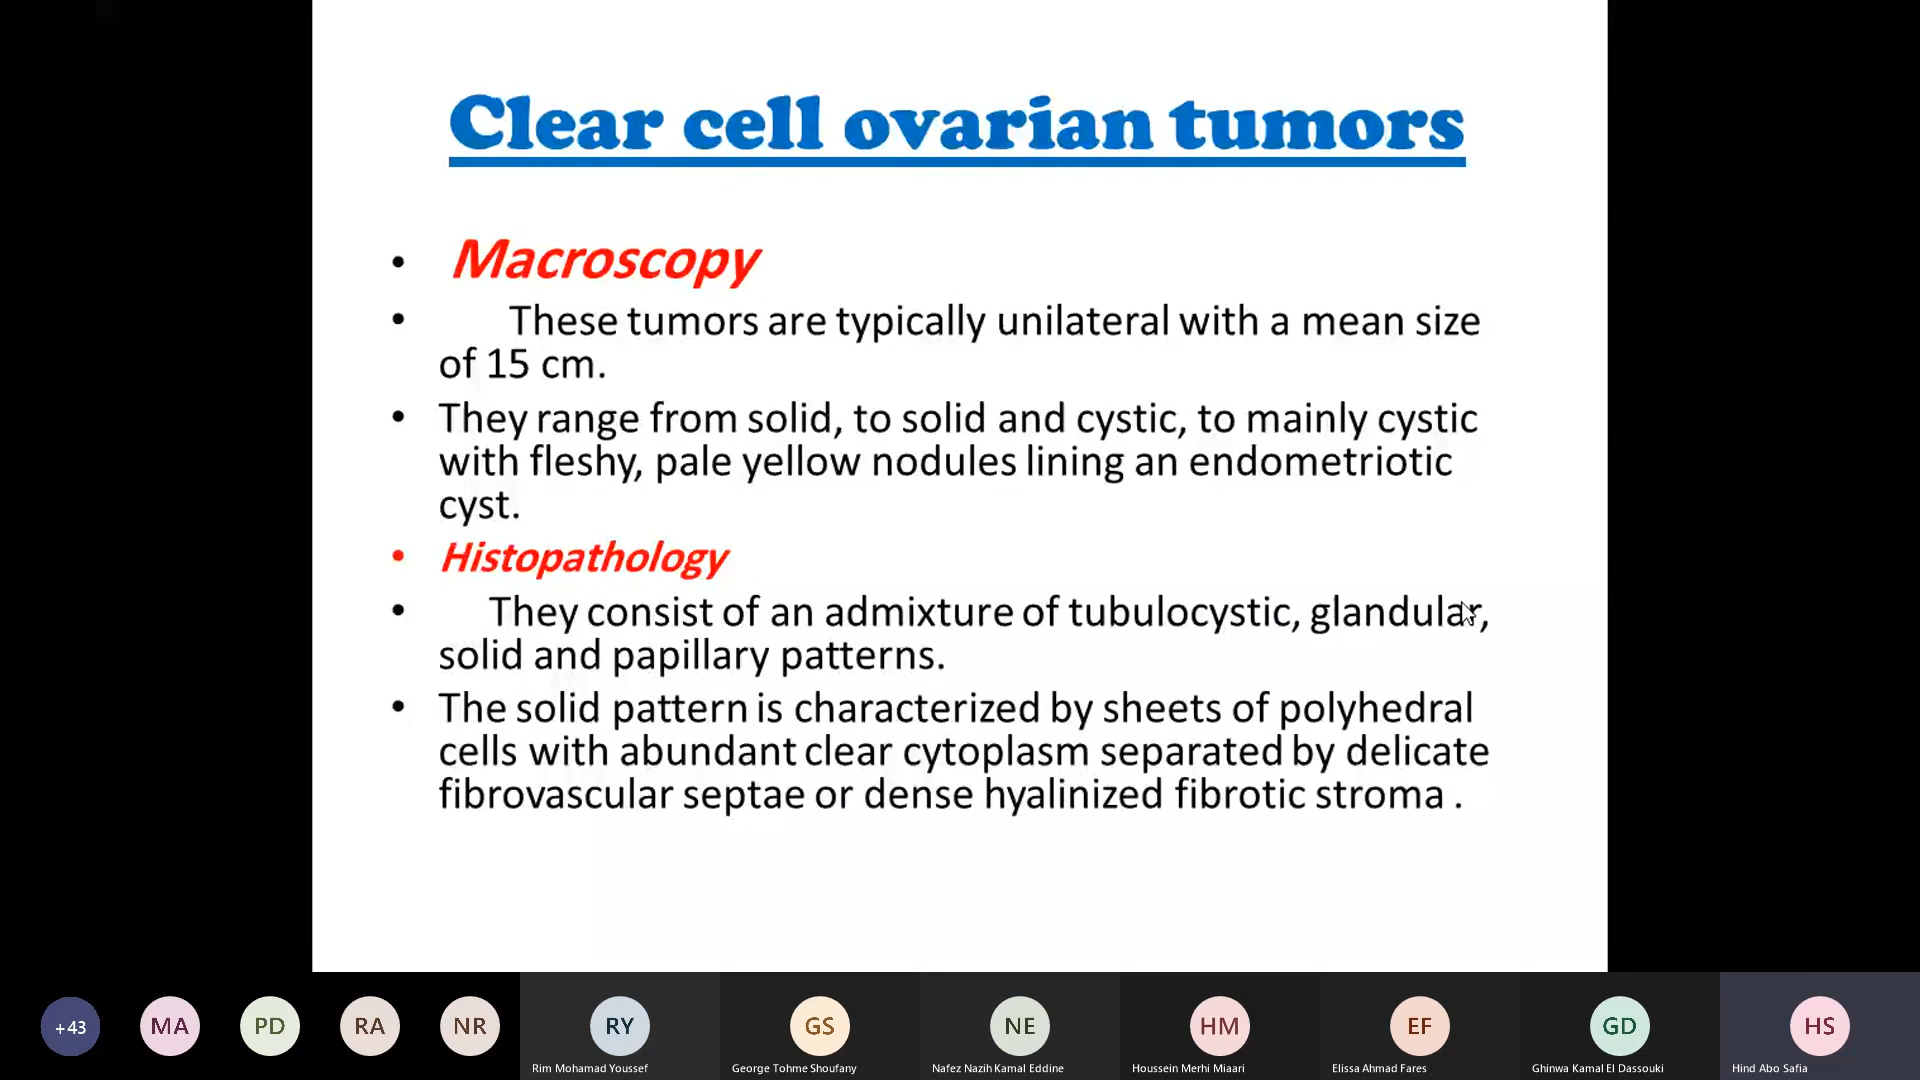 Clear cell ovarian tumors
• Macroscopy
• These tumors are typically unilateral with a mean size
of 15 cm.
• They range from solid, to solid and cystic, to mainly cystic
with fleshy, pale yellow nodules lining an endometriotic
cyst.
• Histopathology
• They consist of an admixture of tubulocystic, glandular,
solid and papillary patterns.
• The solid pattern is characterized by sheets of polyhedral
cells with abundant clear cytoplasm separated by delicate
fibrovascular septae or dense hyalinized fibrotic stroma .
+43 MA PD RA NR RY GS NE HM EF GD HS
Rim Mohamad Youssef George Tohme Shoufany Nafez Nazih Kamal Eddine Houssein Merhi Miaari Elissa Ahmad Fares Ghinwa Kamal El Dassouki Hind Abo Safia